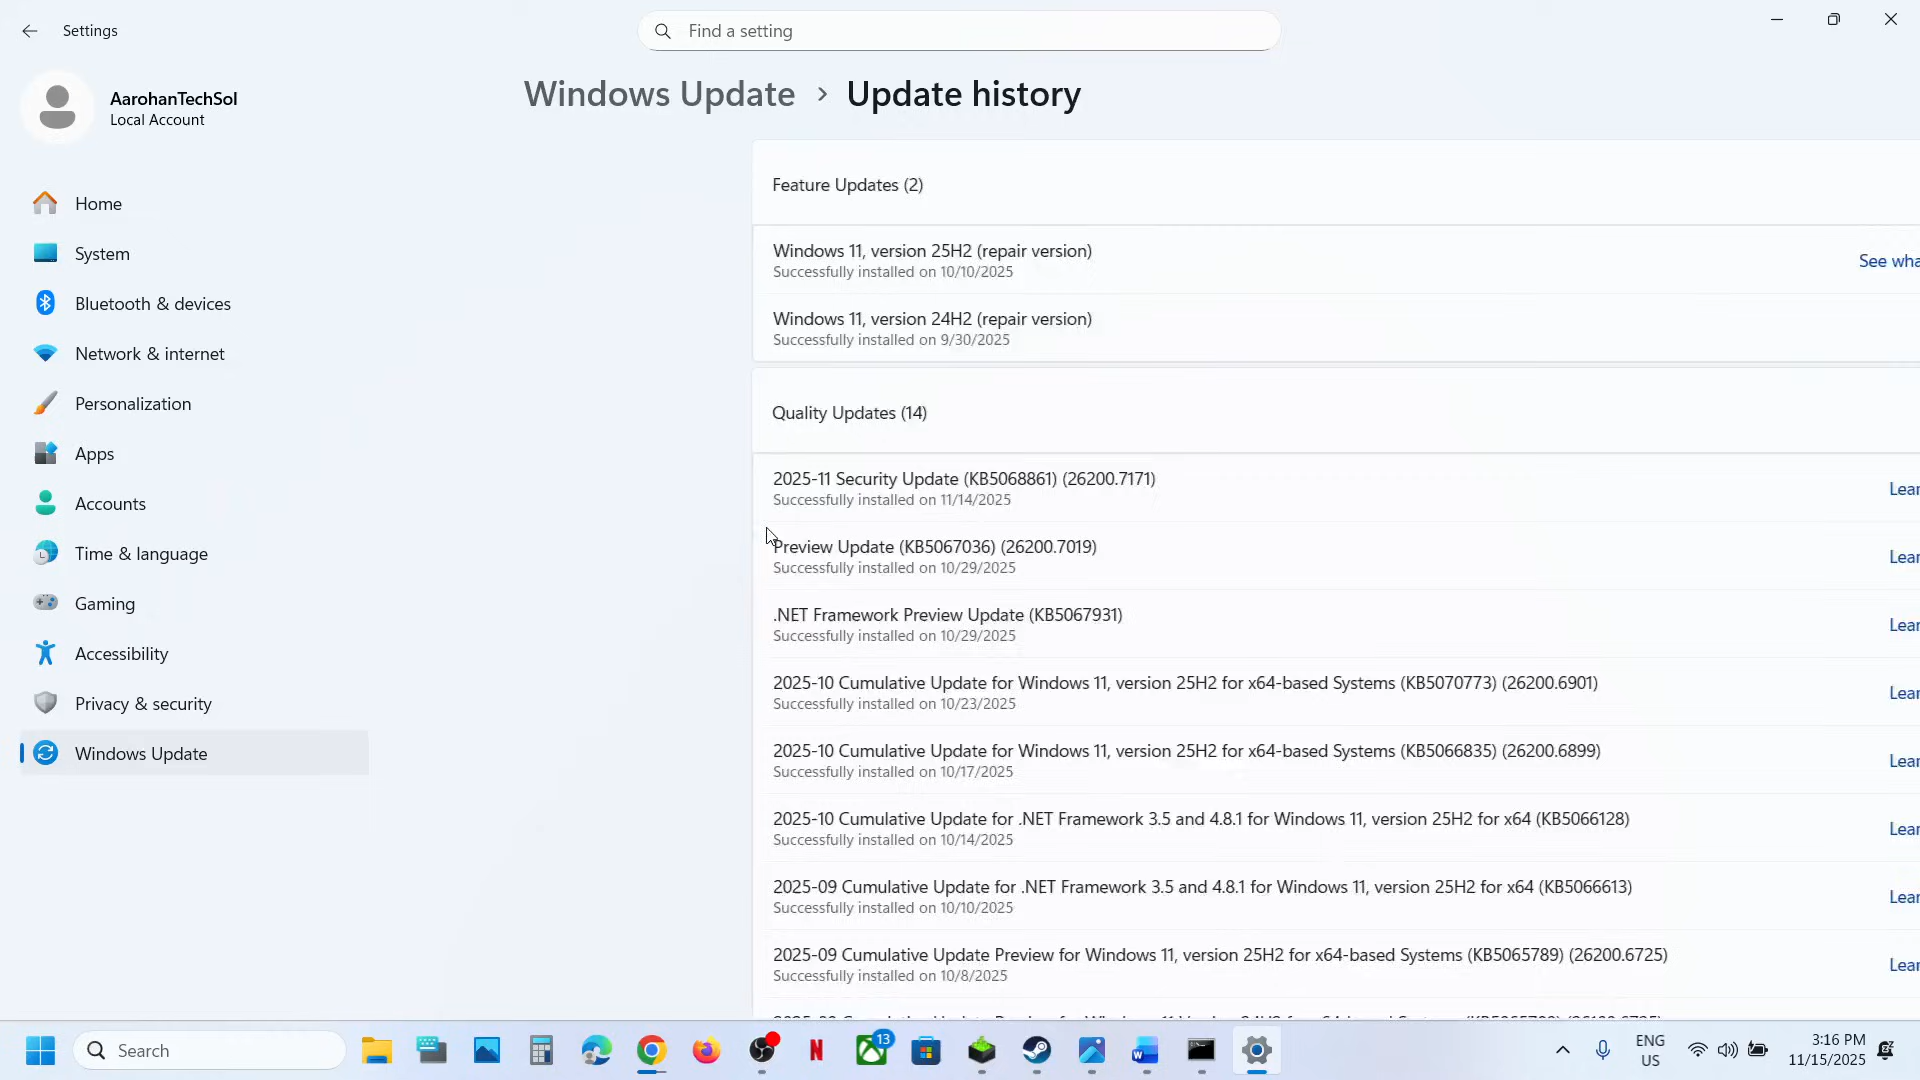 Settings
Find a setting
AarohanTechSol
Local Account
Windows Update > Update history
Home
System
Bluetooth & devices
Network & internet
Personalization
Apps
Accounts
Time & language
Gaming
Accessibility
Privacy & security
Windows Update
Feature Updates (2)
Windows 11, version 25H2 (repair version)
Successfully installed on 10/10/2025
See wha
Windows 11, version 24H2 (repair version)
Successfully installed on 9/30/2025
Quality Updates (14)
2025-11 Security Update (KB5068861) (26200.7171)
Successfully installed on 11/14/2025
Lear
Preview Update (KB5067036) (26200.7019)
Successfully installed on 10/29/2025
Lear
.NET Framework Preview Update (KB5067931)
Successfully installed on 10/29/2025
Lear
2025-10 Cumulative Update for Windows 11, version 25H2 for x64-based Systems (KB5070773) (26200.6901)
Successfully installed on 10/23/2025
Lear
2025-10 Cumulative Update for Windows 11, version 25H2 for x64-based Systems (KB5066835) (26200.6899)
Successfully installed on 10/17/2025
Lear
2025-10 Cumulative Update for .NET Framework 3.5 and 4.8.1 for Windows 11, version 25H2 for x64 (KB5066128)
Successfully installed on 10/14/2025
Lear
2025-09 Cumulative Update for .NET Framework 3.5 and 4.8.1 for Windows 11, version 25H2 for x64 (KB5066613)
Successfully installed on 10/10/2025
Lear
2025-09 Cumulative Update Preview for Windows 11, version 25H2 for x64-based Systems (KB5065789) (26200.6725)
Successfully installed on 10/8/2025
Lear
Search
13
ENG
US
3:16 PM
11/15/2025